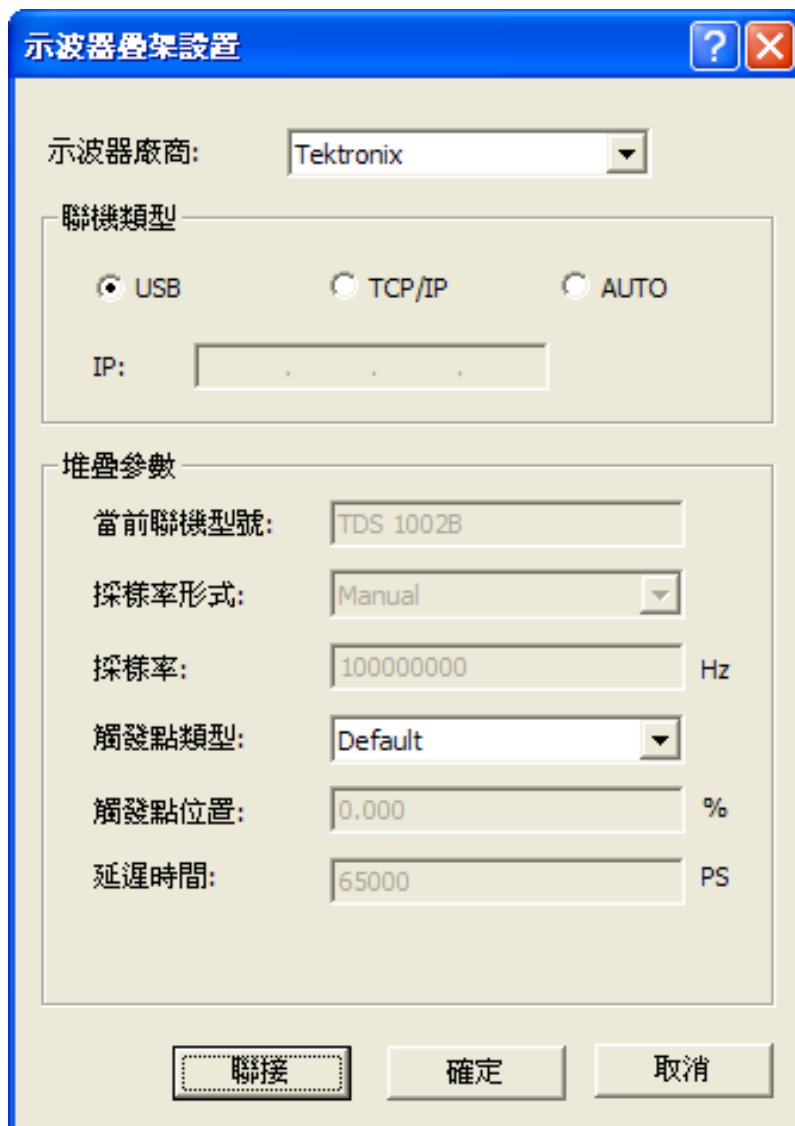 示波器疊架設置
示波器廠商: Tektronix
聯機類型
USB TCP/IP AUTO
IP: . . .
堆疊參數
當前聯機型號: TDS 1002B
採樣率形式: Manual
採樣率: 100000000 Hz
觸發點類型: Default
觸發點位置: 0.000 %
延遲時間: 65000 PS
聯接 確定 取消